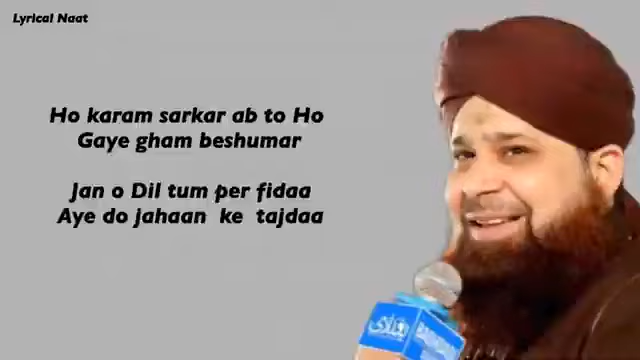 Lyrical Naat
Ho karam sarkar ab to Ho
Gaye gham beshumar
Jan o Dil tum per fidaa
Aye do jahaan ke tajdaa